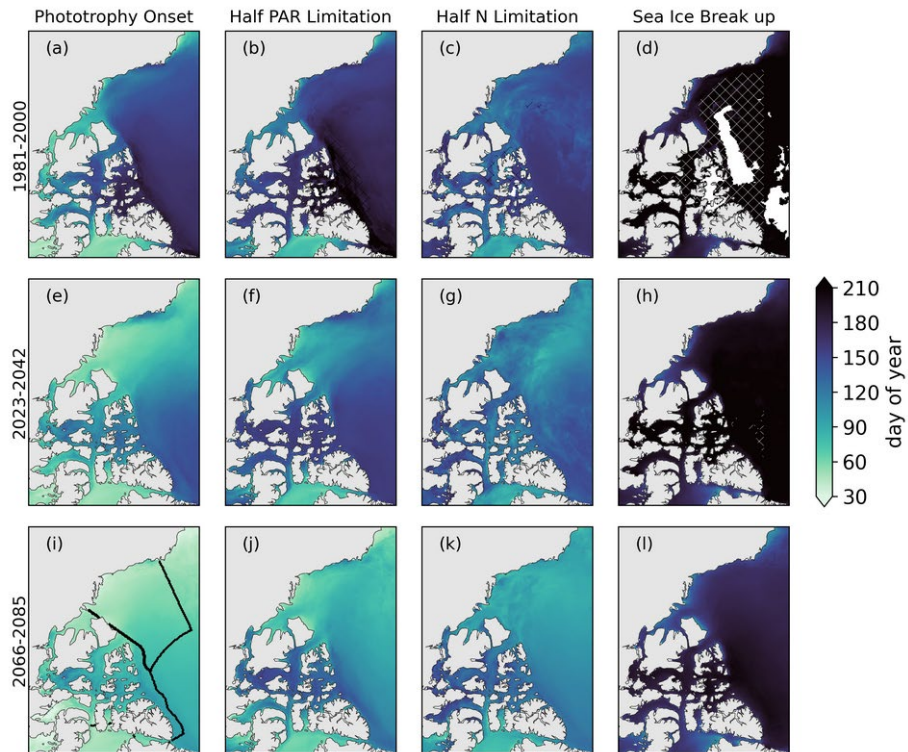 Phototrophy Onset Half PAR Limitation Half N Limitation Sea Ice Break up
1981-2000
(a) (b) (c) (d)
2023-2042
(e) (f) (g) (h)
2066-2085
(i) (j) (k) (l)
210
180
150
120
90
60
30
day of year